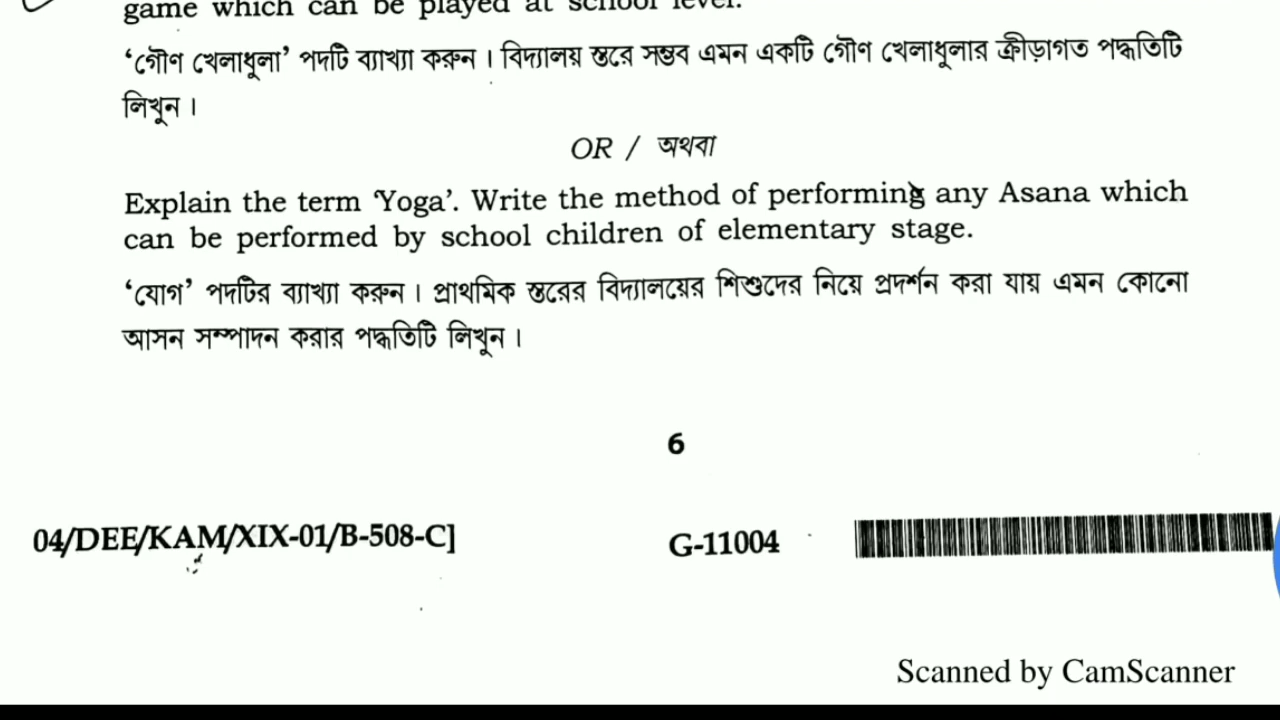 game which can be played at school level.
‘গৌণ খেলাধুলা’ পদটি ব্যাখ্যা করুন। বিদ্যালয় স্তরে সম্ভব এমন একটি গৌণ খেলাধুলার ক্রীড়াগত পদ্ধতিটি
লিখুন।
OR / অথবা
Explain the term ‘Yoga’. Write the method of performing any Asana which
can be performed by school children of elementary stage.
‘যোগ’ পদটির ব্যাখ্যা করুন। প্রাথমিক স্তরের বিদ্যালয়ের শিশুদের নিয়ে প্রদর্শন করা যায় এমন কোনো
আসন সম্পাদন করার পদ্ধতিটি লিখুন।
6
04/DEE/KAM/XIX-01/B-508-C]
G-11004
Scanned by CamScanner